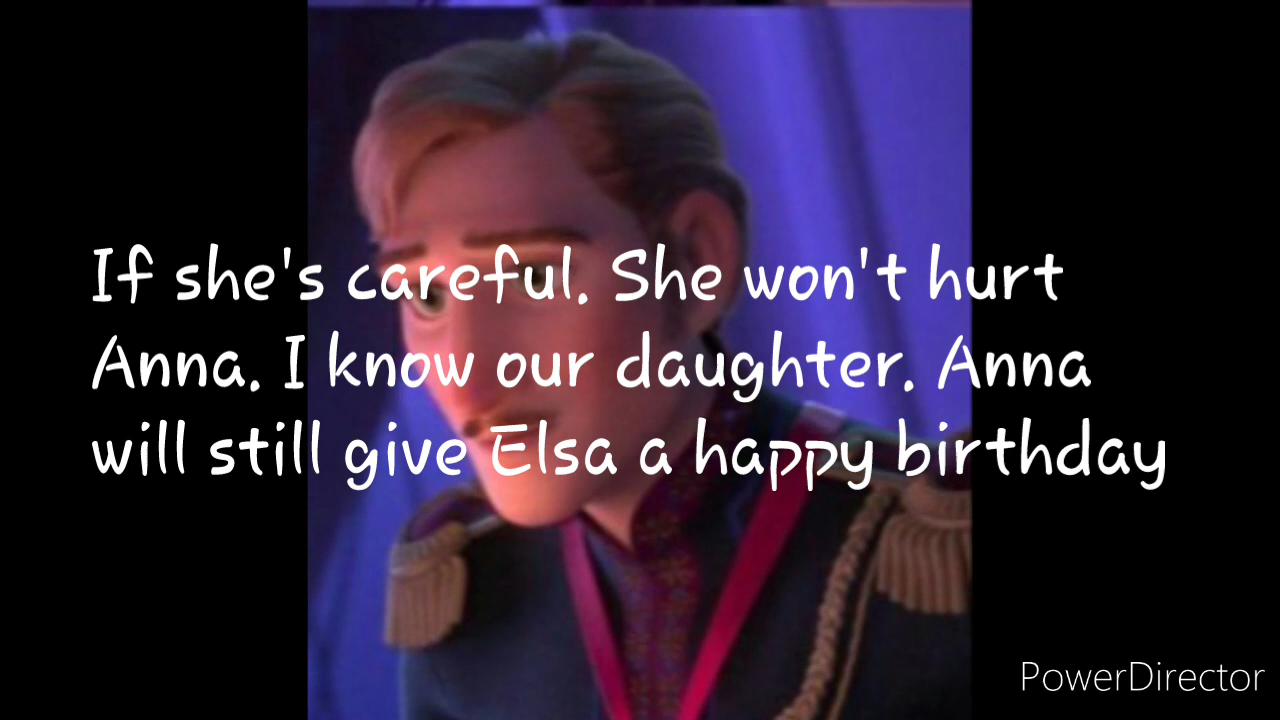 If she's careful. She won't hurt
Anna. I know our daughter. Anna
will still give Elsa a happy birthday
PowerDirector